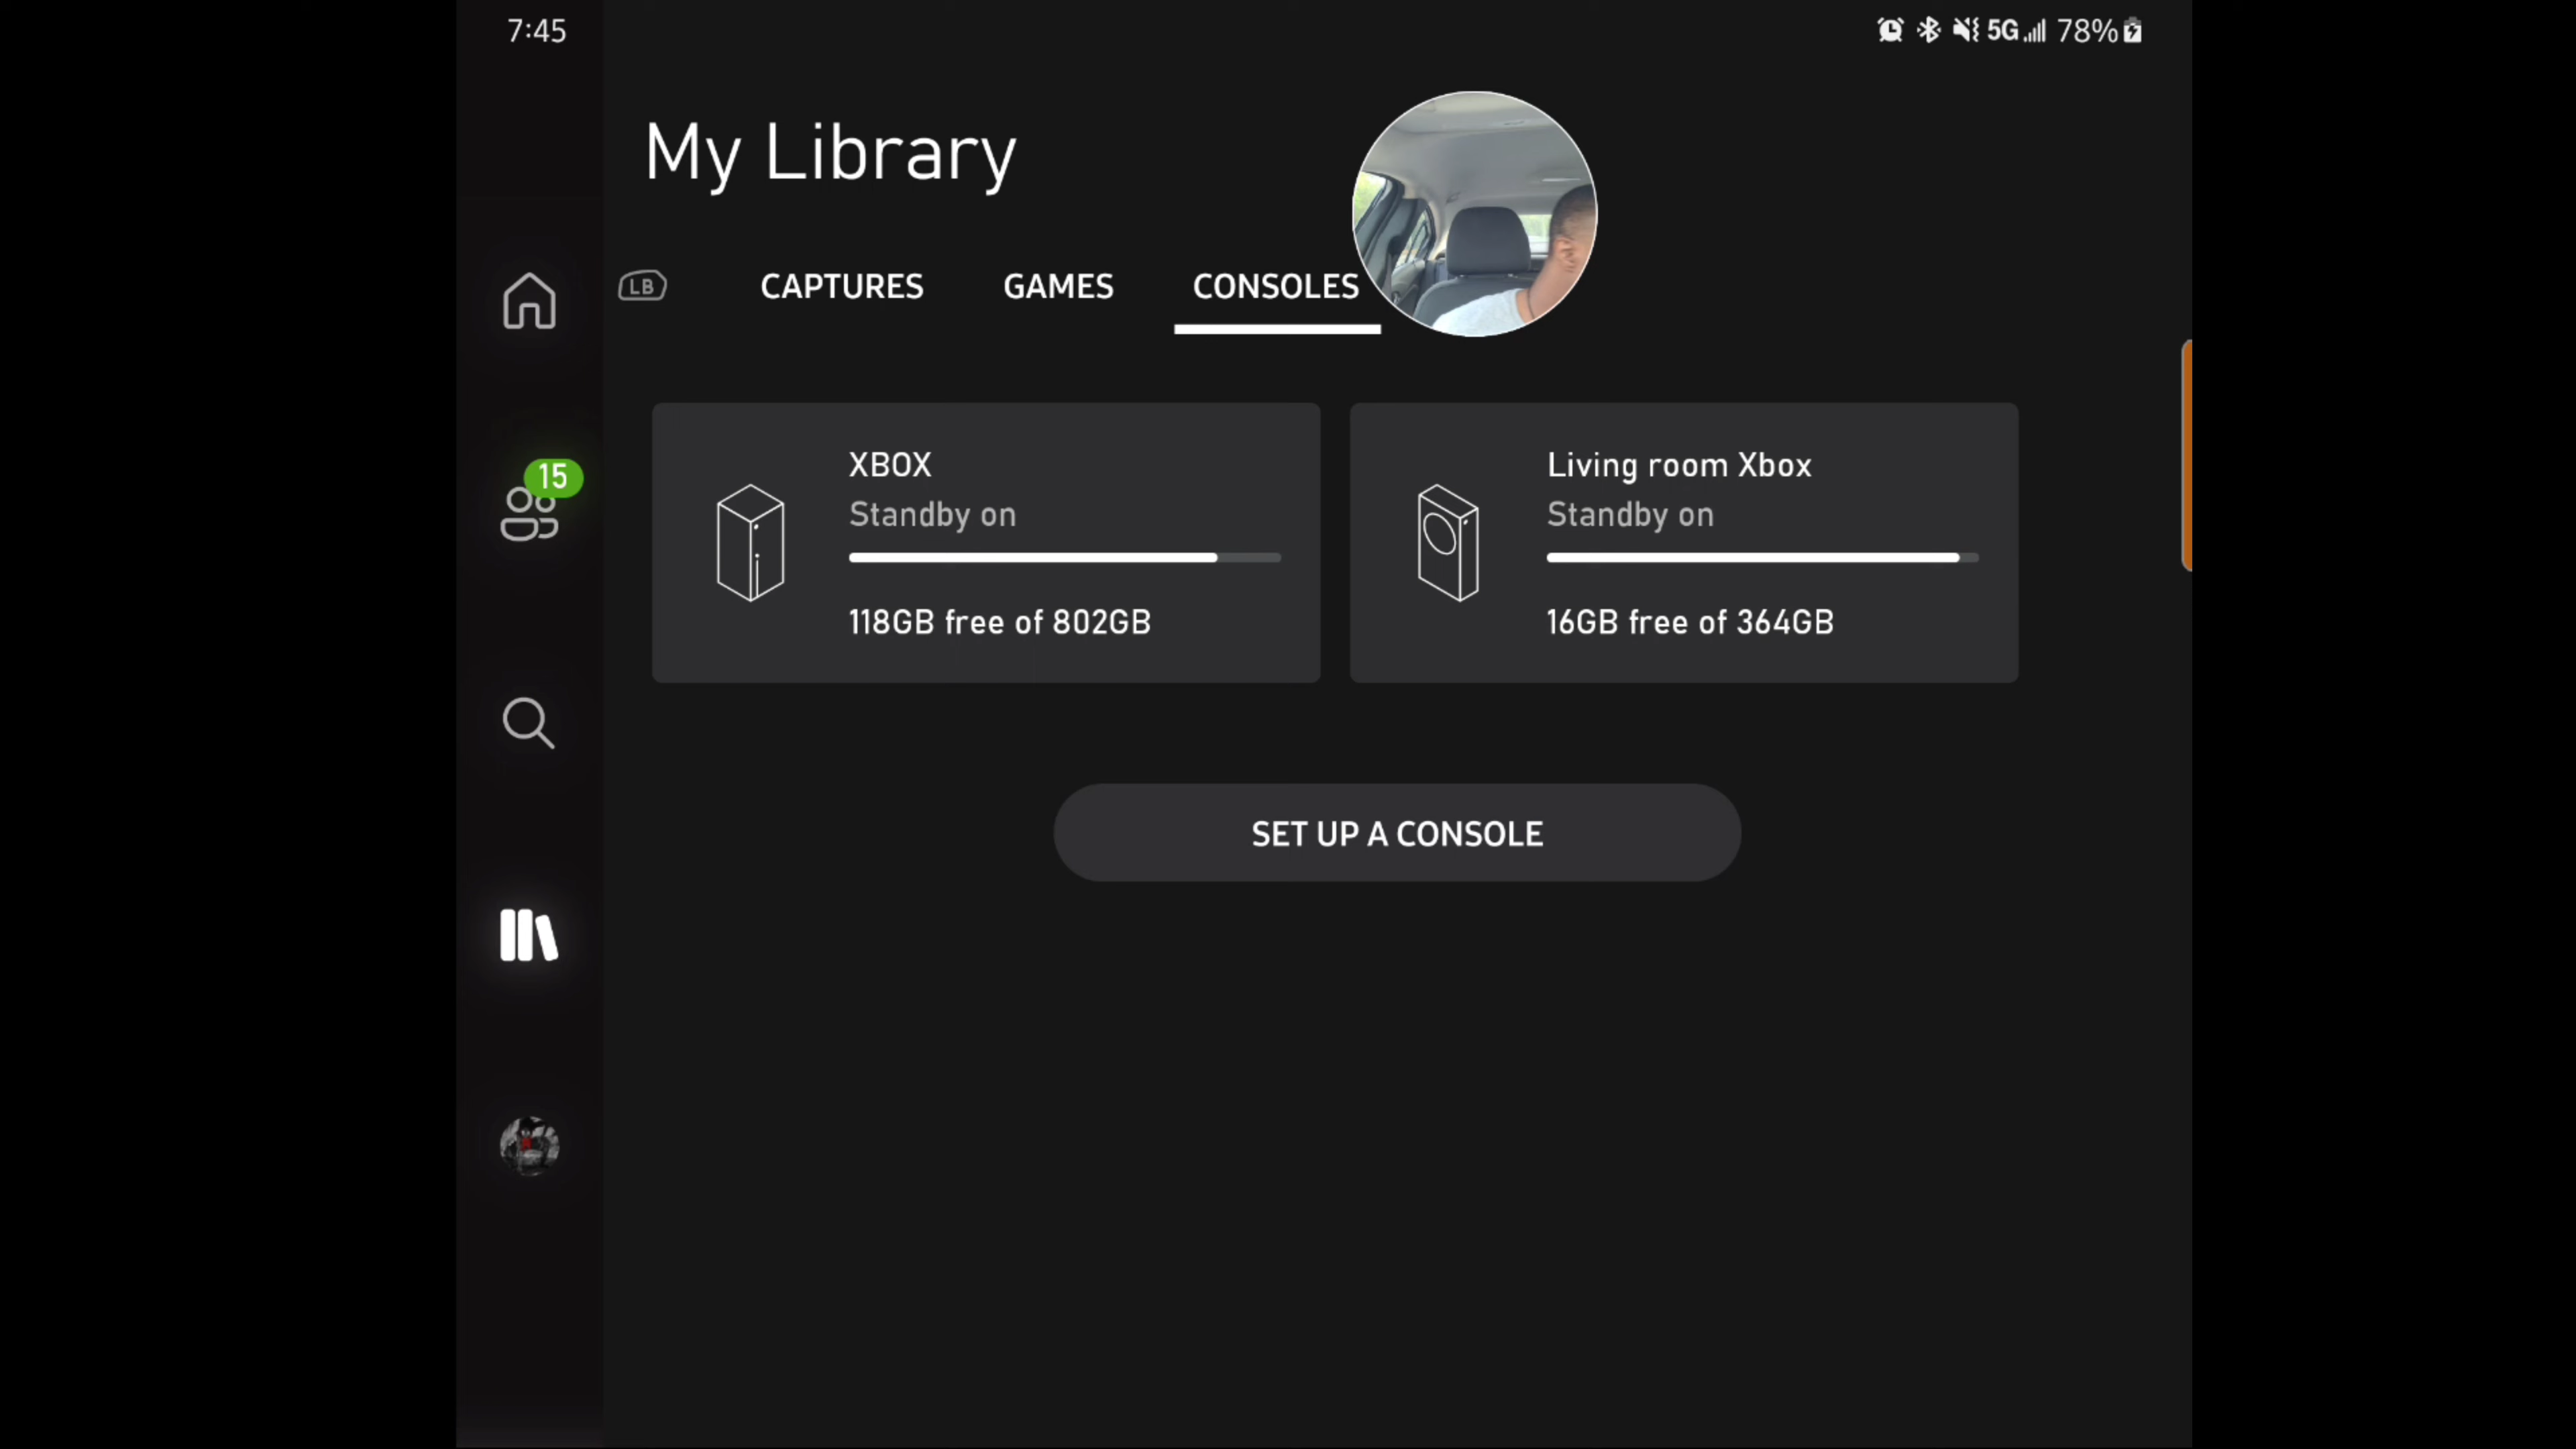 7:45
5G 78%
My Library
LB CAPTURES GAMES CONSOLES
15
XBOX
Standby on
118GB free of 802GB
Living room Xbox
Standby on
16GB free of 364GB
SET UP A CONSOLE